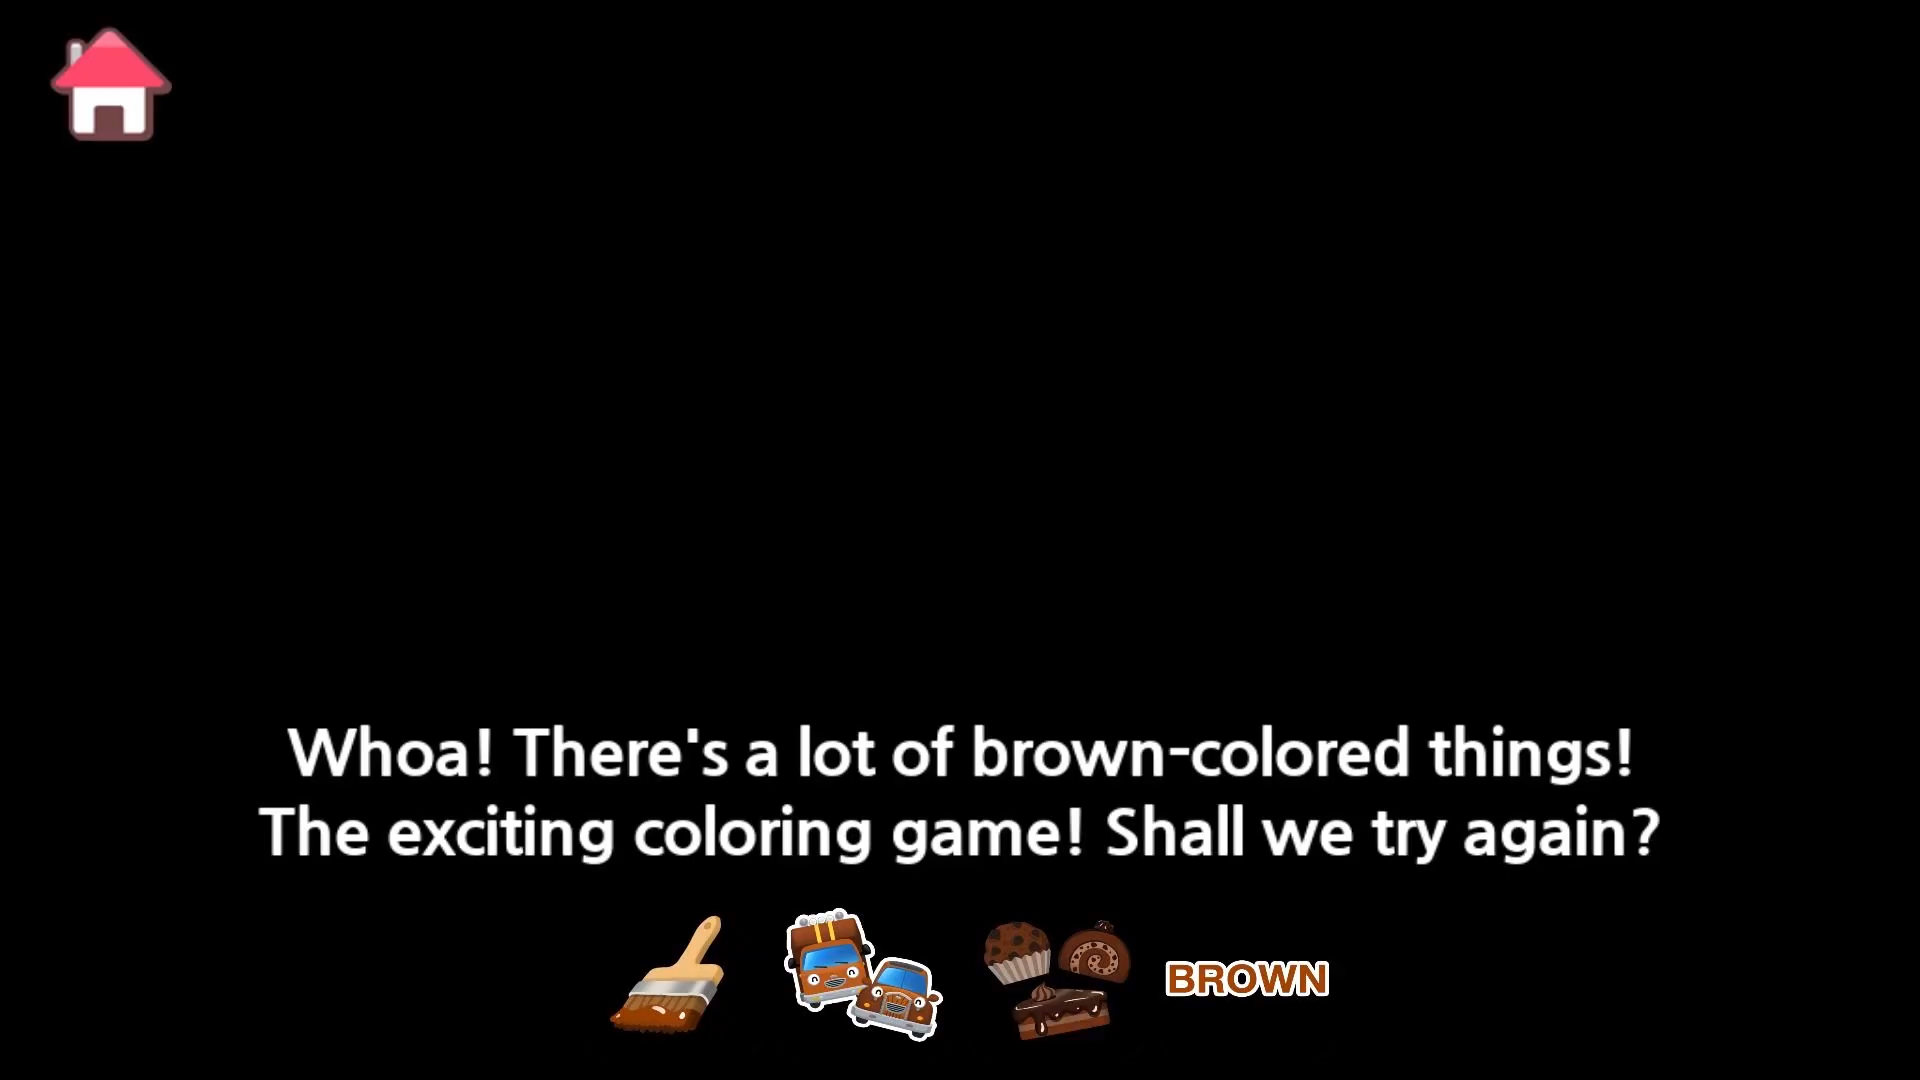 Whoa! There's a lot of brown-colored things!
The exciting coloring game! Shall we try again?
BROWN